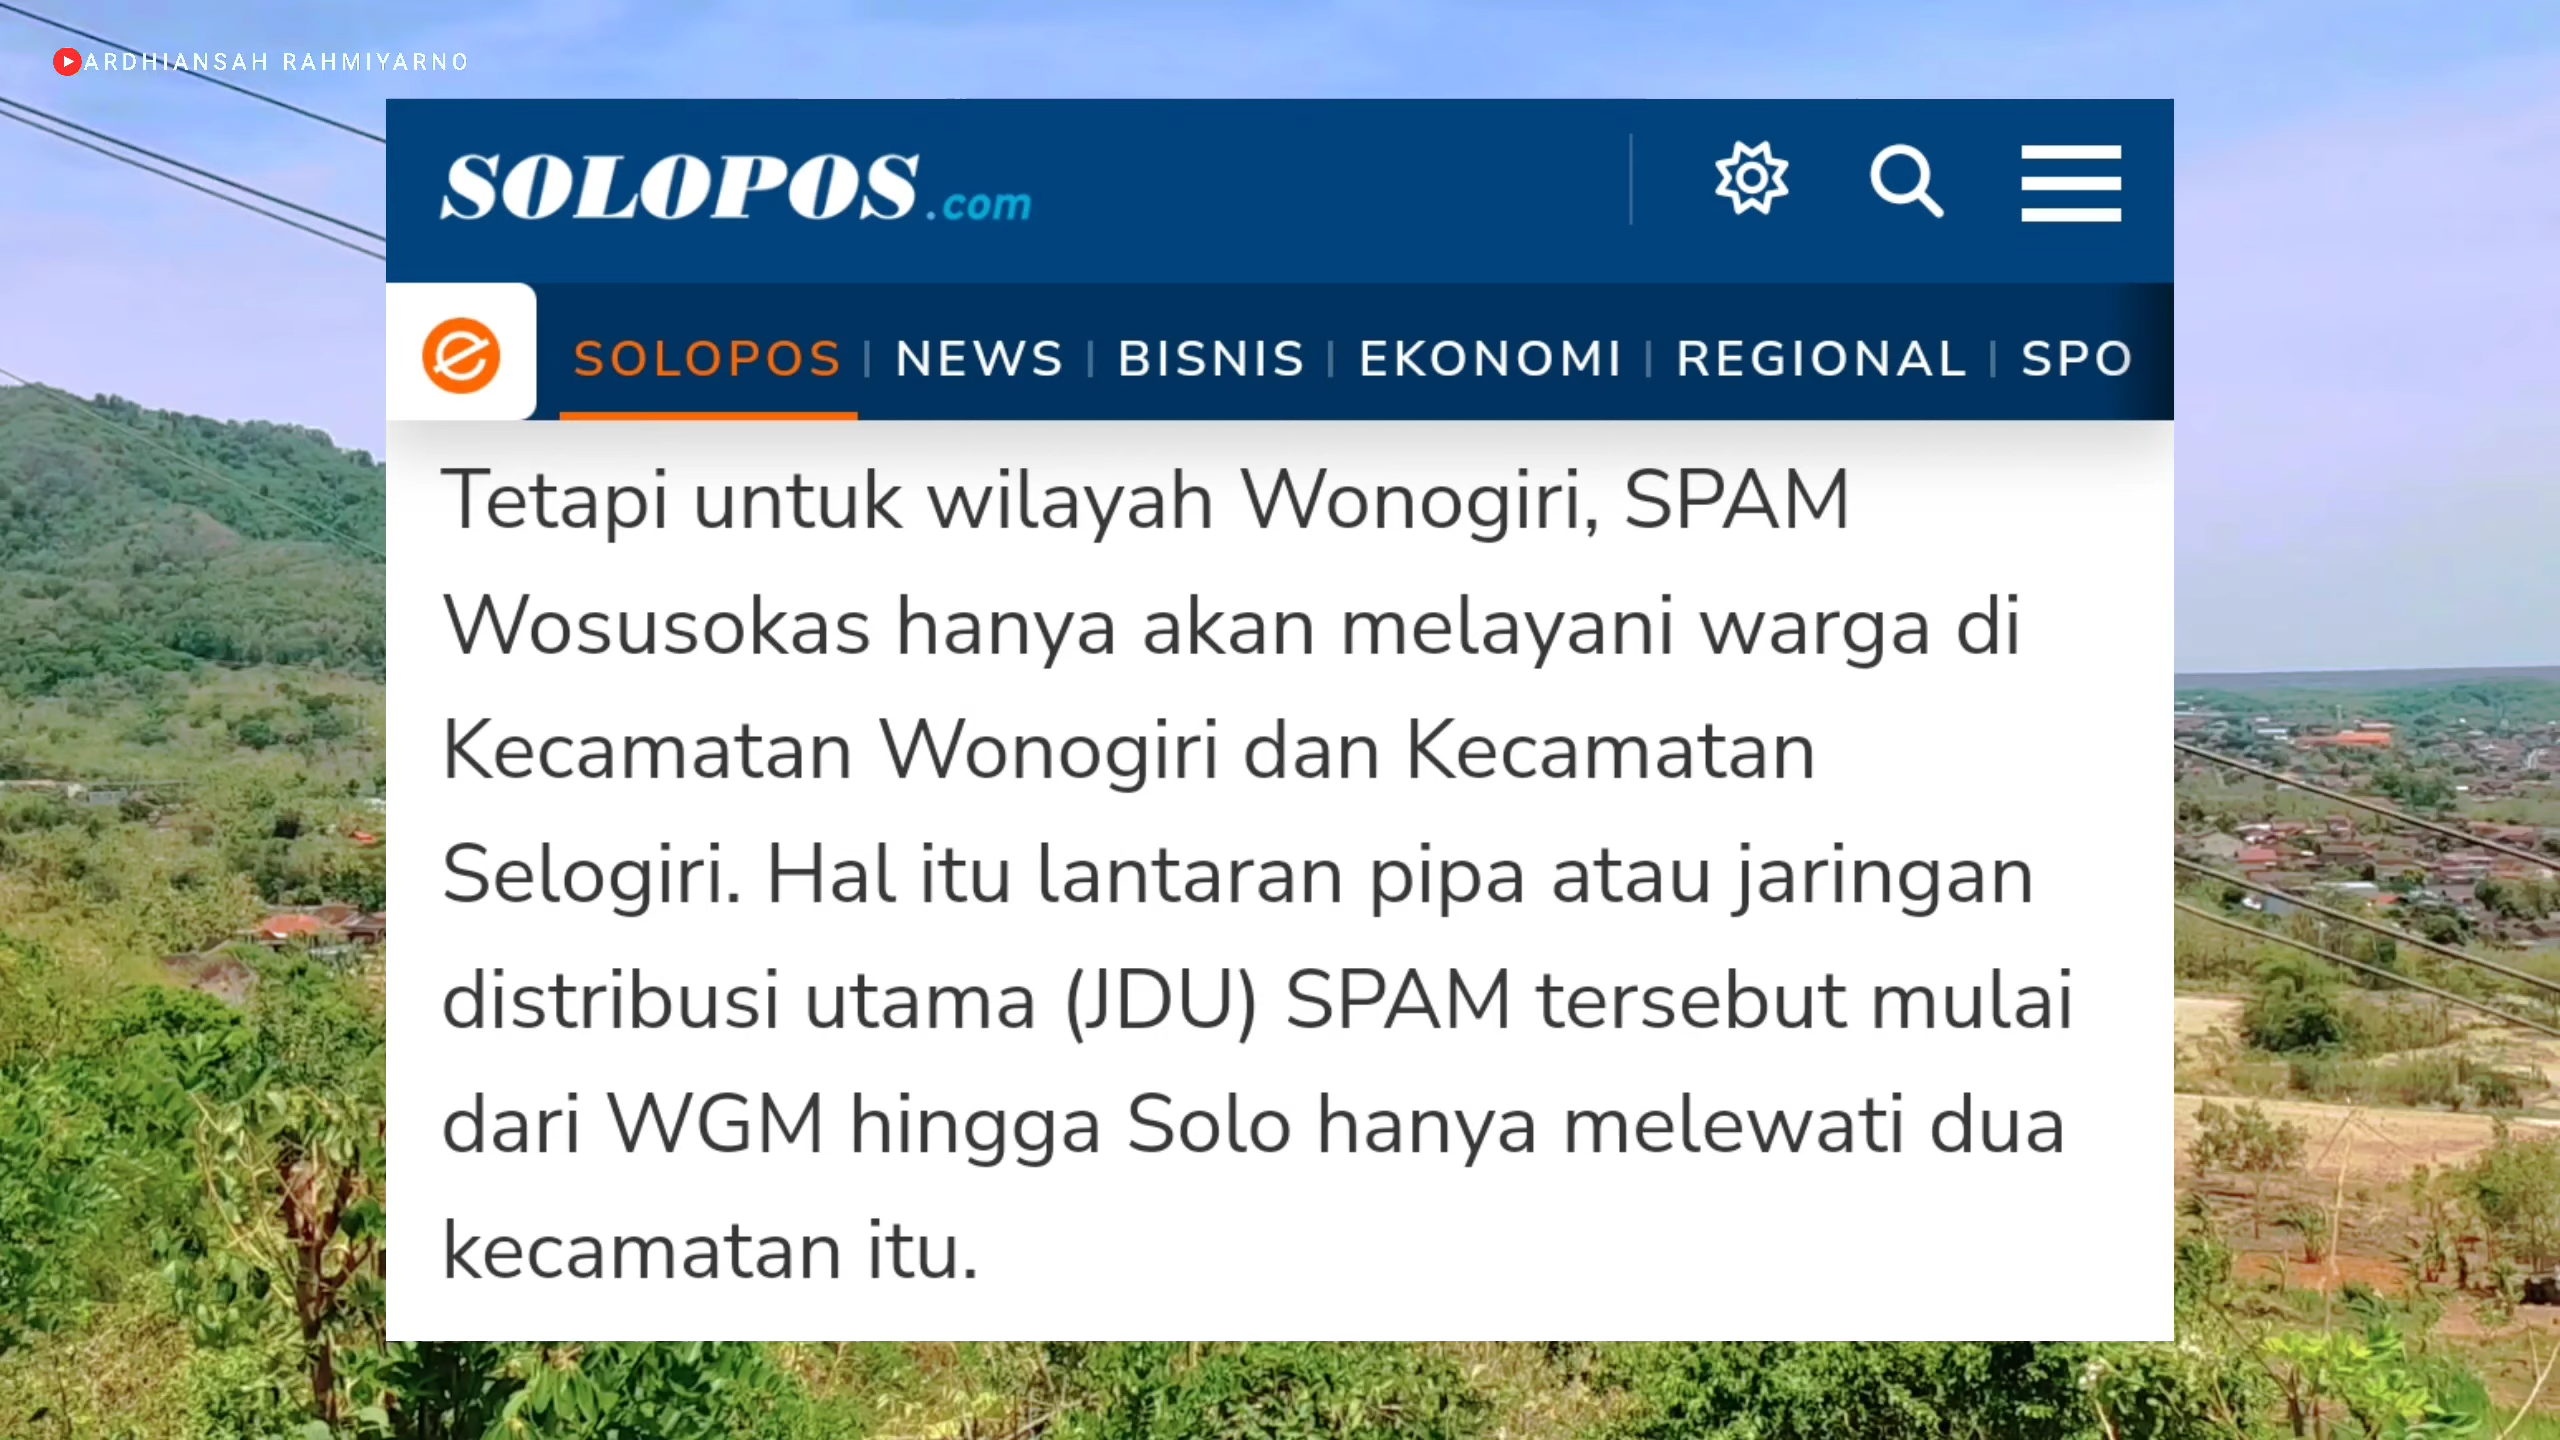 ARDHIANSAH RAHMIYARNO
SOLOPOS.com
SOLOPOS | NEWS | BISNIS | EKONOMI | REGIONAL | SPO
Tetapi untuk wilayah Wonogiri, SPAM
Wosusokas hanya akan melayani warga di
Kecamatan Wonogiri dan Kecamatan
Selogiri. Hal itu lantaran pipa atau jaringan
distribusi utama (JDU) SPAM tersebut mulai
dari WGM hingga Solo hanya melewati dua
kecamatan itu.